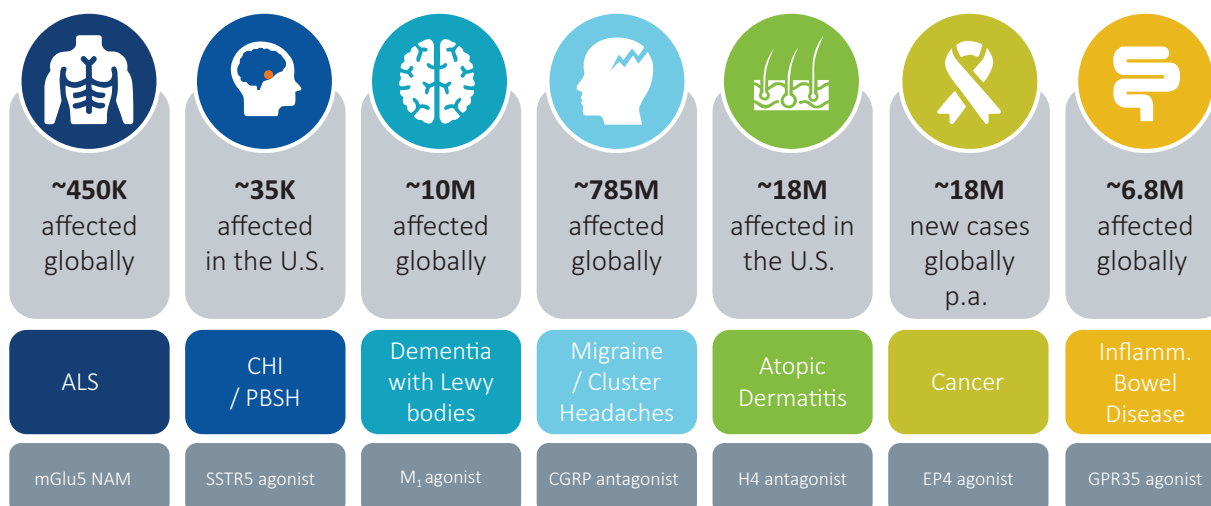 ~450K
affected
globally
~35K
affected
in the U.S.
~10M
affected
globally
~785M
affected
globally
~18M
affected in
the U.S.
~18M
new cases
globally
p.a.
~6.8M
affected
globally
ALS
CHI
/ PBSH
Dementia
with Lewy
bodies
Migraine
/ Cluster
Headaches
Atopic
Dermatitis
Cancer
Inflamm.
Bowel
Disease
mGlu5 NAM
SSTR5 agonist
M₁ agonist
CGRP antagonist
H4 antagonist
EP4 agonist
GPR35 agonist